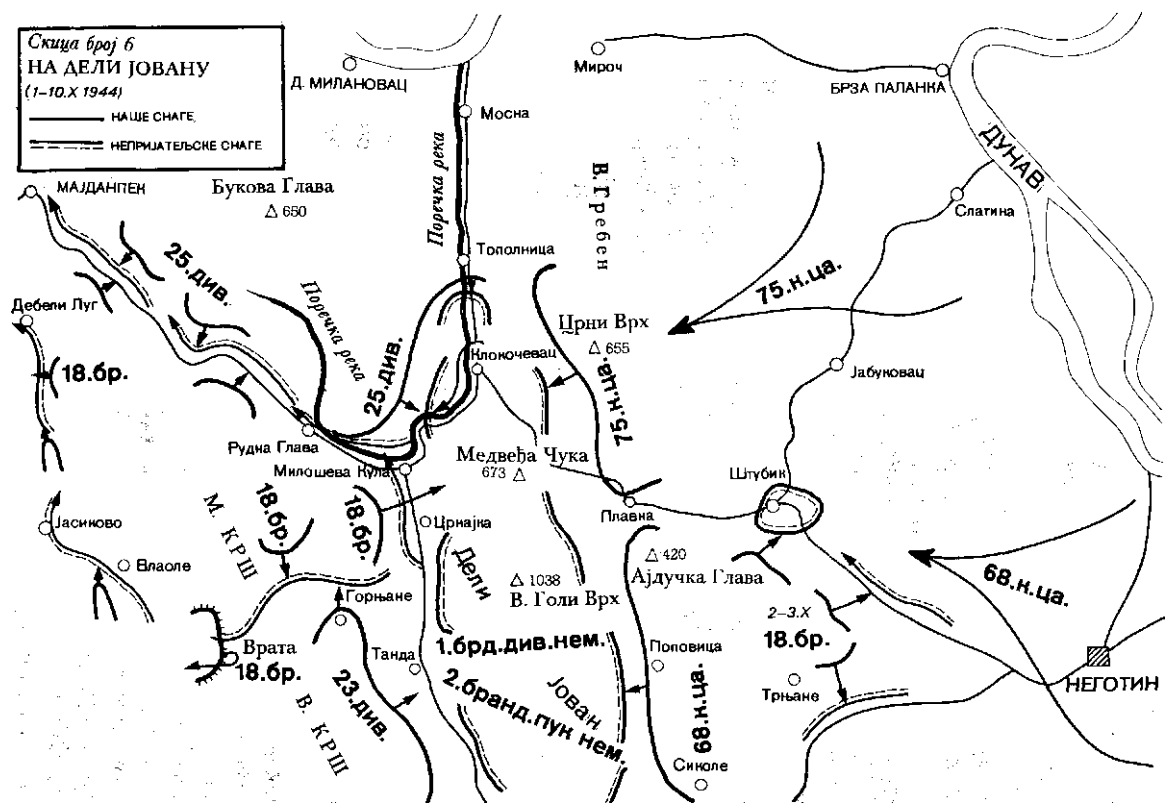 Скица број 6
НА ДЕЛИ ЈОВАНУ
(1–10.X 1944)
НАШЕ СНАГЕ
НЕПРИЈАТЕЉСКЕ СНАГЕ
Д. МИЛАНОВАЦ
Мироч
БРЗА ПАЛАНКА
Мосна
ДУНАВ
МАЈДАНПЕК
Букова Глава
△ 650
Поречка река
В. Гребен
Слатина
Тополница
25.див.
75.к.ца.
Дебели Луг
Поречка река
Црни Врх
△ 655
Клокочевац
18.бр.
25.див.
75.к.ца.
Јабуковац
Рудна Глава
Медвеђа Чука
673 △
Милошева Кула
Штубик
Плавна
М. КРШ
18.бр.
18.бр.
Јасиково
Црнајка
Влаоле
Дели
△ 1038
В. Голи Врх
△ 420
Ајдучка Глава
68.к.ца.
Горњане
2–3.X
18.бр.
Врата
18.бр.
Танда
1.брд.див.нем.
Поповица
2.бранд.пук нем.
Јован
Трњане
НЕГОТИН
В. КРШ
23.див.
68.к.ца.
Сиколе